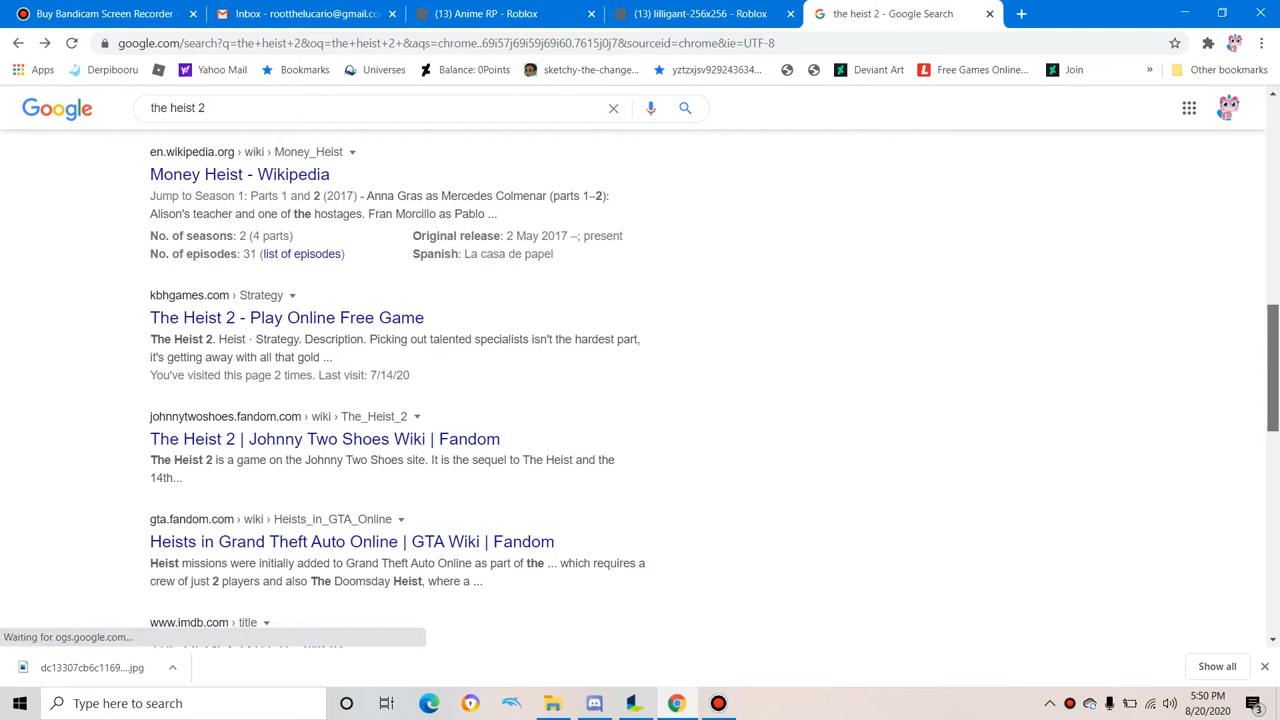 Buy Bandicam Screen Recorder
Inbox - rootthelucario@gmail.co
(13) Anime RP - Roblox
(13) lilligant-256x256 - Roblox
the heist 2 - Google Search
google.com/search?q=the+heist+2&oq=the+heist+2+&aqs=chrome..69i57j69i59j69i60.7615j0j7&sourceid=chrome&ie=UTF-8
Apps
Derpibooru
Yahoo Mail
Bookmarks
Universes
Balance: 0Points
sketchy-the-change...
yztzxjsv929243634...
Deviant Art
Free Games Online...
Join
»
Other bookmarks
Google
the heist 2
en.wikipedia.org › wiki › Money_Heist
Money Heist - Wikipedia
Jump to Season 1: Parts 1 and 2 (2017) - Anna Gras as Mercedes Colmenar (parts 1–2):
Alison's teacher and one of the hostages. Fran Morcillo as Pablo ...
No. of seasons: 2 (4 parts)
Original release: 2 May 2017 –; present
No. of episodes: 31 (list of episodes)
Spanish: La casa de papel
kbhgames.com › Strategy
The Heist 2 - Play Online Free Game
The Heist 2. Heist · Strategy. Description. Picking out talented specialists isn't the hardest part,
it's getting away with all that gold ...
You've visited this page 2 times. Last visit: 7/14/20
johnnytwoshoes.fandom.com › wiki › The_Heist_2
The Heist 2 | Johnny Two Shoes Wiki | Fandom
The Heist 2 is a game on the Johnny Two Shoes site. It is the sequel to The Heist and the
14th...
gta.fandom.com › wiki › Heists_in_GTA_Online
Heists in Grand Theft Auto Online | GTA Wiki | Fandom
Heist missions were initially added to Grand Theft Auto Online as part of the ... which requires a
crew of just 2 players and also The Doomsday Heist, where a ...
www.imdb.com › title
Waiting for ogs.google.com...
dc13307cb6c1169....jpg
Show all
Type here to search
5:50 PM
8/20/2020
3